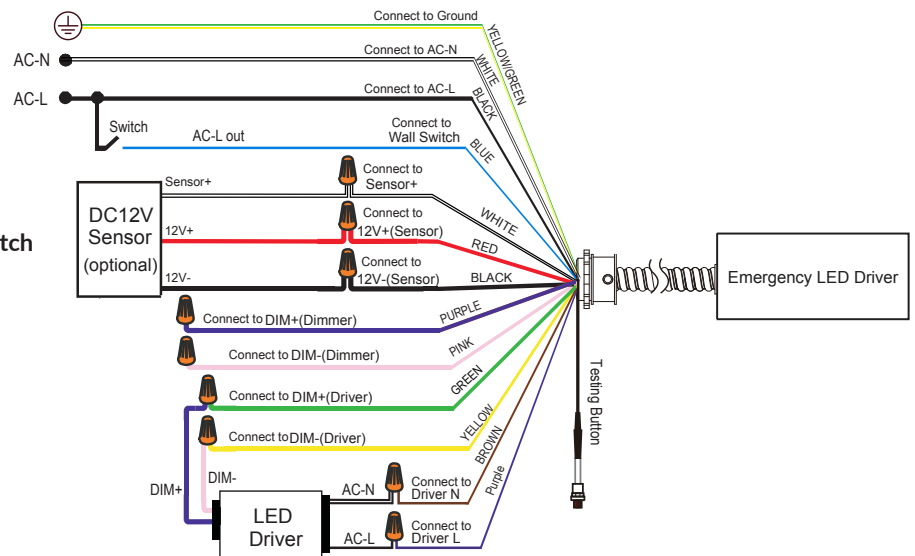 Connect to Ground
YELLOW/GREEN
AC-N
Connect to AC-N
WHITE
AC-L
Connect to AC-L
BLACK
Switch
AC-L out
Connect to
Wall Switch
BLUE
Sensor+
Connect to
Sensor+
WHITE
DC12V
Sensor
(optional)
tch
12V+
Connect to
12V+(Sensor)
RED
12V-
Connect to
12V-(Sensor)
BLACK
Emergency LED Driver
Connect to DIM+(Dimmer)
PURPLE
Connect to DIM-(Dimmer)
PINK
Connect to DIM+(Driver)
GREEN
Connect to DIM-(Driver)
YELLOW
BROWN
Purple
Testing Button
DIM+
DIM-
AC-N
Connect to
Driver N
LED
Driver
AC-L
Connect to
Driver L